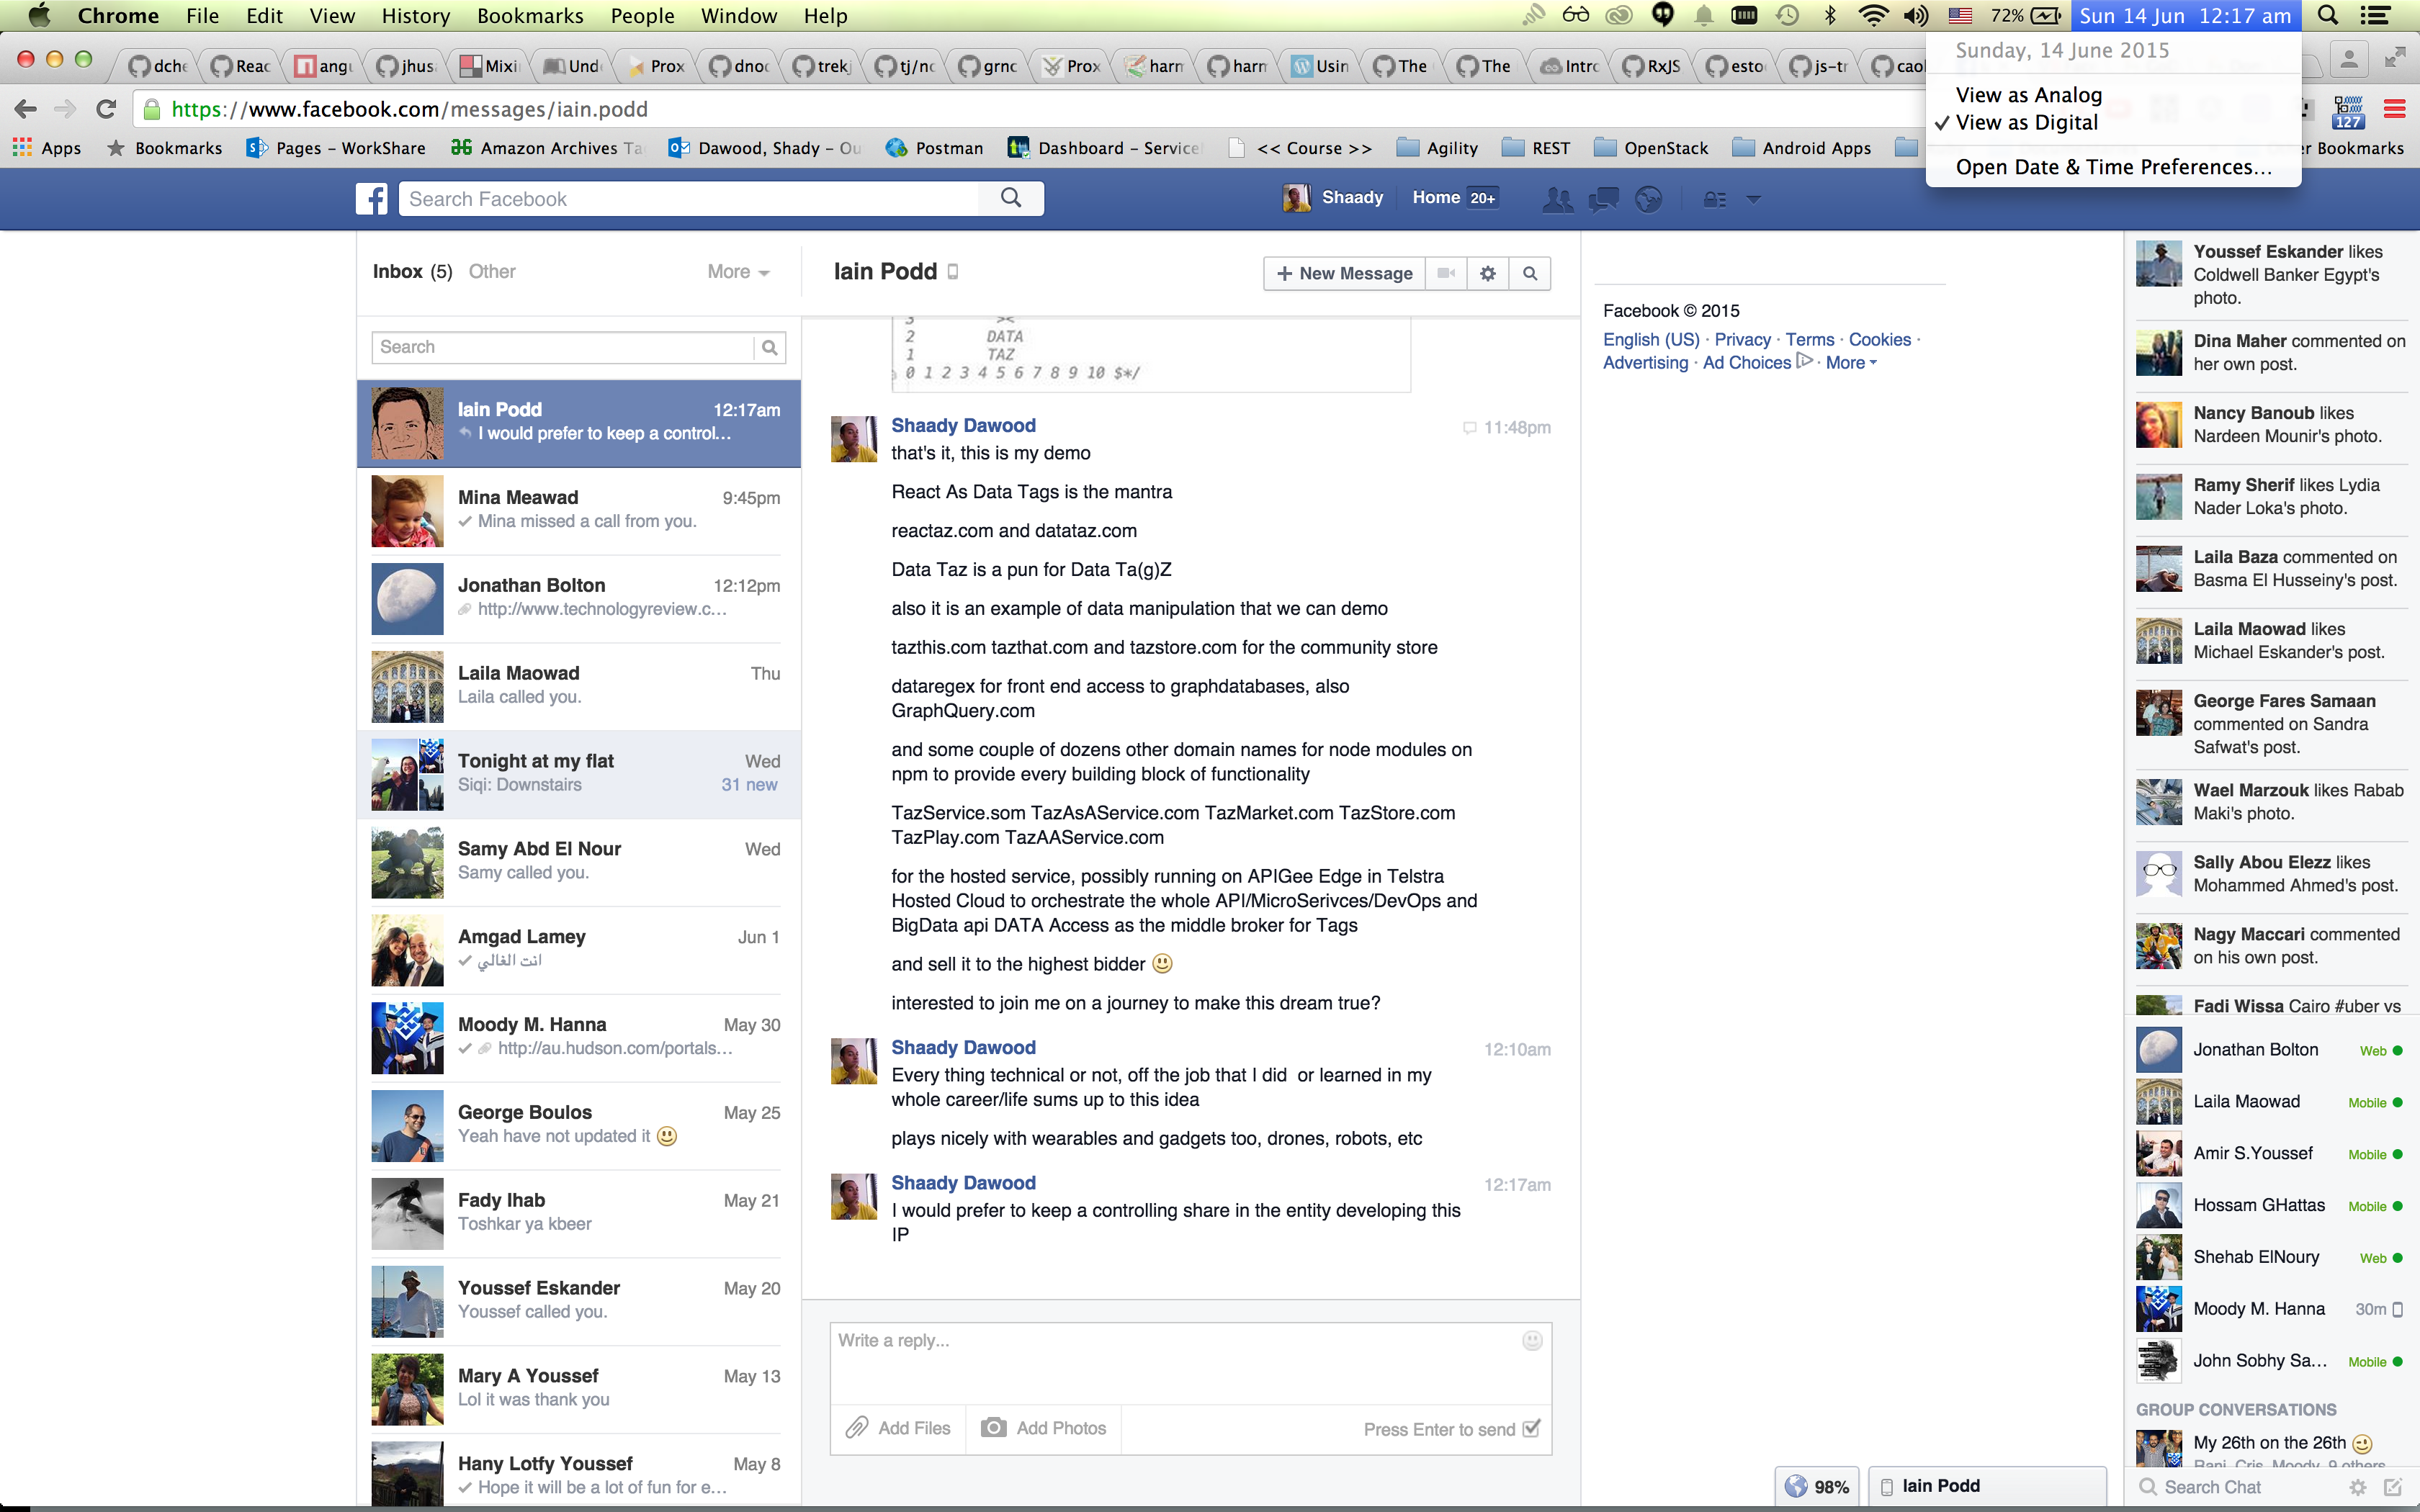 Chrome File Edit View History Bookmarks People Window Help 72% Sun 14 Jun 12:17 am
Sunday, 14 June 2015
View as Analog
✓ View as Digital
Open Date & Time Preferences...
dche Reac angu jhus Mixi Und Prox dnoc trek tj/nc grnc Prox harn harn Usin The The Intro RxJS esto js-tr caol
https://www.facebook.com/messages/iain.podd
127
Apps Bookmarks Pages – WorkShare Amazon Archives Ta Dawood, Shady – Ou Postman Dashboard – Service << Course >> Agility REST OpenStack Android Apps r Bookmarks
Search Facebook
Shaady Home 20+
Inbox (5) Other More
Search
Iain Podd 12:17am
I would prefer to keep a control...
Mina Meawad 9:45pm
Mina missed a call from you.
Jonathan Bolton 12:12pm
http://www.technologyreview.c...
Laila Maowad Thu
Laila called you.
Tonight at my flat Wed
Siqi: Downstairs 31 new
Samy Abd El Nour Wed
Samy called you.
Amgad Lamey Jun 1
انت الغالي
Moody M. Hanna May 30
http://au.hudson.com/portals...
George Boulos May 25
Yeah have not updated it
Fady Ihab May 21
Toshkar ya kbeer
Youssef Eskander May 20
Youssef called you.
Mary A Youssef May 13
Lol it was thank you
Hany Lotfy Youssef May 8
Hope it will be a lot of fun for e...
Iain Podd
+ New Message
3 ><
2 DATA
1 TAZ
0 1 2 3 4 5 6 7 8 9 10 $*/
Shaady Dawood 11:48pm
that's it, this is my demo
React As Data Tags is the mantra
reactaz.com and datataz.com
Data Taz is a pun for Data Ta(g)Z
also it is an example of data manipulation that we can demo
tazthis.com tazthat.com and tazstore.com for the community store
dataregex for front end access to graphdatabases, also
GraphQuery.com
and some couple of dozens other domain names for node modules on
npm to provide every building block of functionality
TazService.som TazAsAService.com TazMarket.com TazStore.com
TazPlay.com TazAAService.com
for the hosted service, possibly running on APIGee Edge in Telstra
Hosted Cloud to orchestrate the whole API/MicroSerivces/DevOps and
BigData api DATA Access as the middle broker for Tags
and sell it to the highest bidder
interested to join me on a journey to make this dream true?
Shaady Dawood 12:10am
Every thing technical or not, off the job that I did or learned in my
whole career/life sums up to this idea
plays nicely with wearables and gadgets too, drones, robots, etc
Shaady Dawood 12:17am
I would prefer to keep a controlling share in the entity developing this
IP
Write a reply...
Add Files Add Photos Press Enter to send
Facebook © 2015
English (US) · Privacy · Terms · Cookies ·
Advertising · Ad Choices · More
Youssef Eskander likes
Coldwell Banker Egypt's
photo.
Dina Maher commented on
her own post.
Nancy Banoub likes
Nardeen Mounir's photo.
Ramy Sherif likes Lydia
Nader Loka's photo.
Laila Baza commented on
Basma El Husseiny's post.
Laila Maowad likes
Michael Eskander's post.
George Fares Samaan
commented on Sandra
Safwat's post.
Wael Marzouk likes Rabab
Maki's photo.
Sally Abou Elezz likes
Mohammed Ahmed's post.
Nagy Maccari commented
on his own post.
Fadi Wissa Cairo #uber vs
Jonathan Bolton Web
Laila Maowad Mobile
Amir S.Youssef Mobile
Hossam GHattas Mobile
Shehab ElNoury Web
Moody M. Hanna 30m
John Sobhy Sa... Mobile
GROUP CONVERSATIONS
My 26th on the 26th
Rani, Cris, Moody, 9 others
Search Chat
98%
Iain Podd